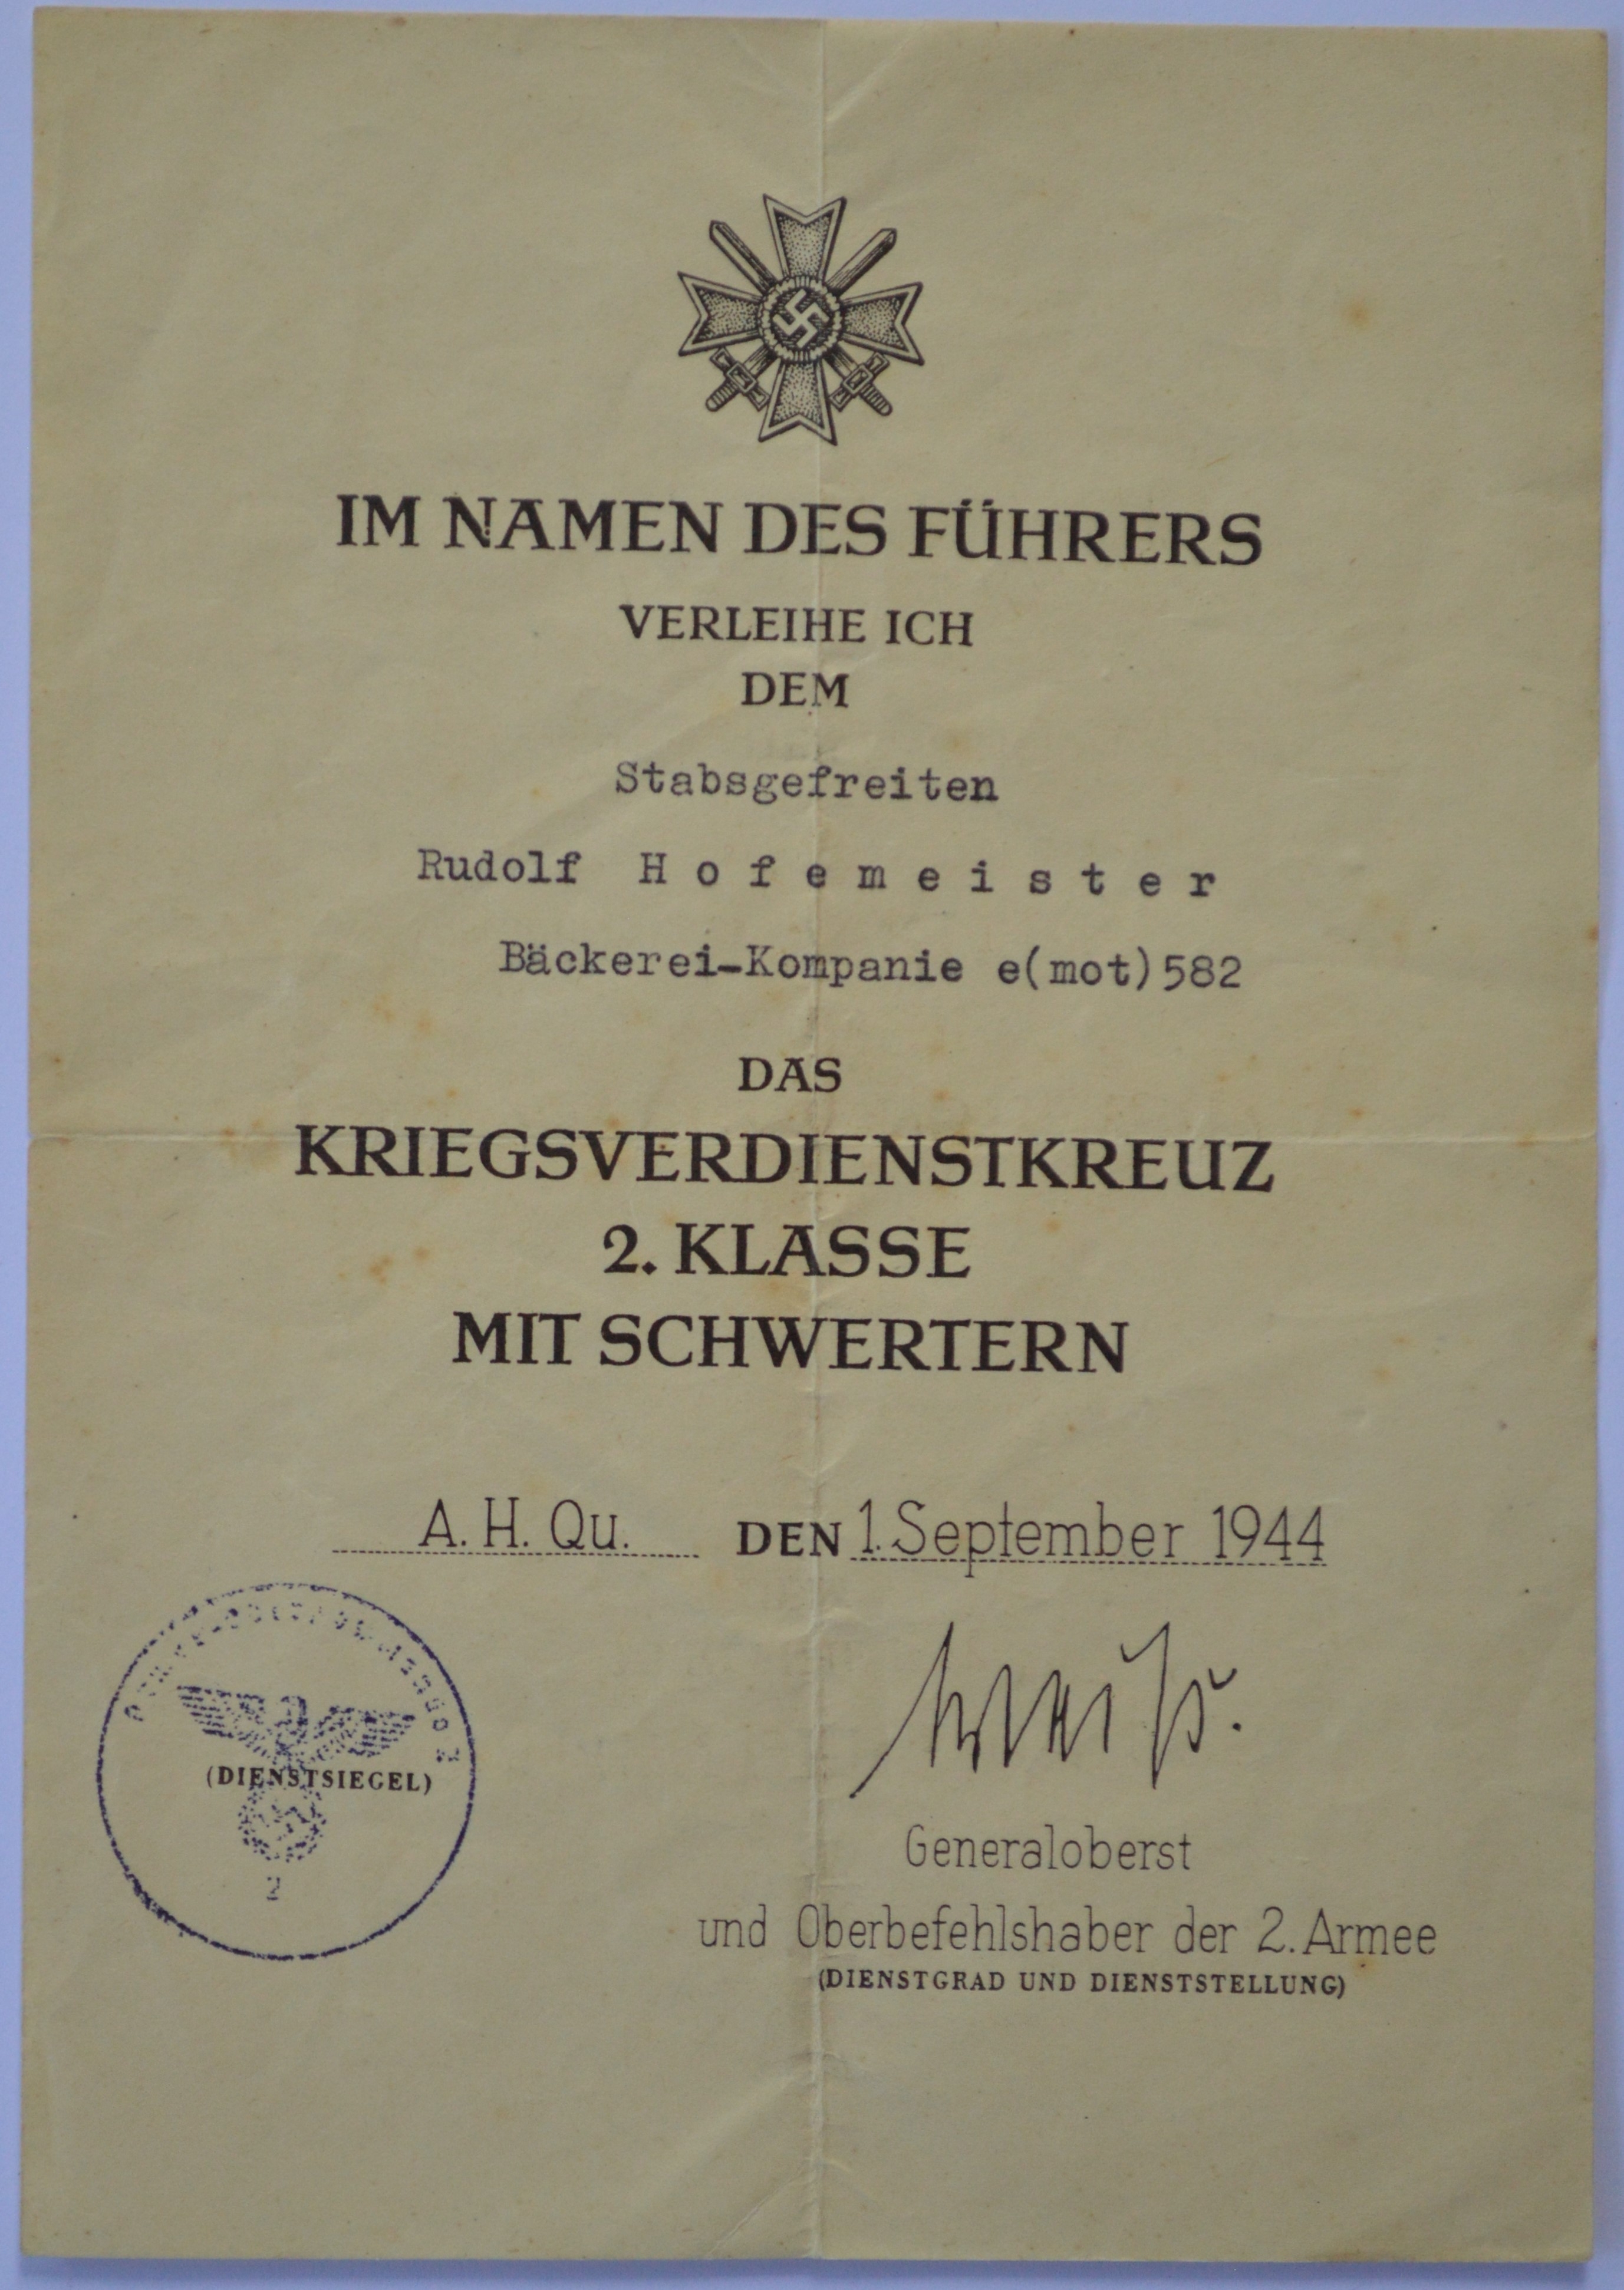 IM NAMEN DES FÜHRERS
VERLEIHE ICH
DEM
Stabsgefreiten
Rudolf Hofemeister
Bäckerei-Kompanie e(mot)582
DAS
KRIEGSVERDIENSTKREUZ
2. KLASSE
MIT SCHWERTERN
A. H. Qu. DEN 1. September 1944
(DIENSTSIEGEL)
2
Weiß.
Generaloberst
und Oberbefehlshaber der 2. Armee
(DIENSTGRAD UND DIENSTSTELLUNG)